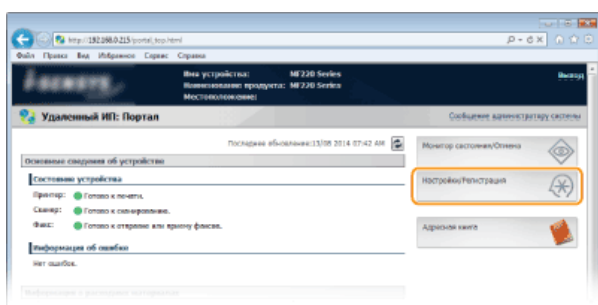 http://192.168.0.215/portal_top.html
Файл Правка Вид Избранное Сервис Справка
Имя устройства: MF220 Series
Наименование продукта: MF220 Series
Местоположение:
Выход
Удаленный ИП: Портал
Сообщение администратору системы
Последнее обновление:13/08 2014 07:42 AM
Основные сведения об устройстве
Состояние устройства
Принтер: Готово к печати.
Сканер: Готово к сканированию.
Факс: Готово к отправке или приему факсов.
Информация об ошибке
Нет ошибок.
Монитор состояния/Отмена
Настройки/Регистрация
Адресная книга